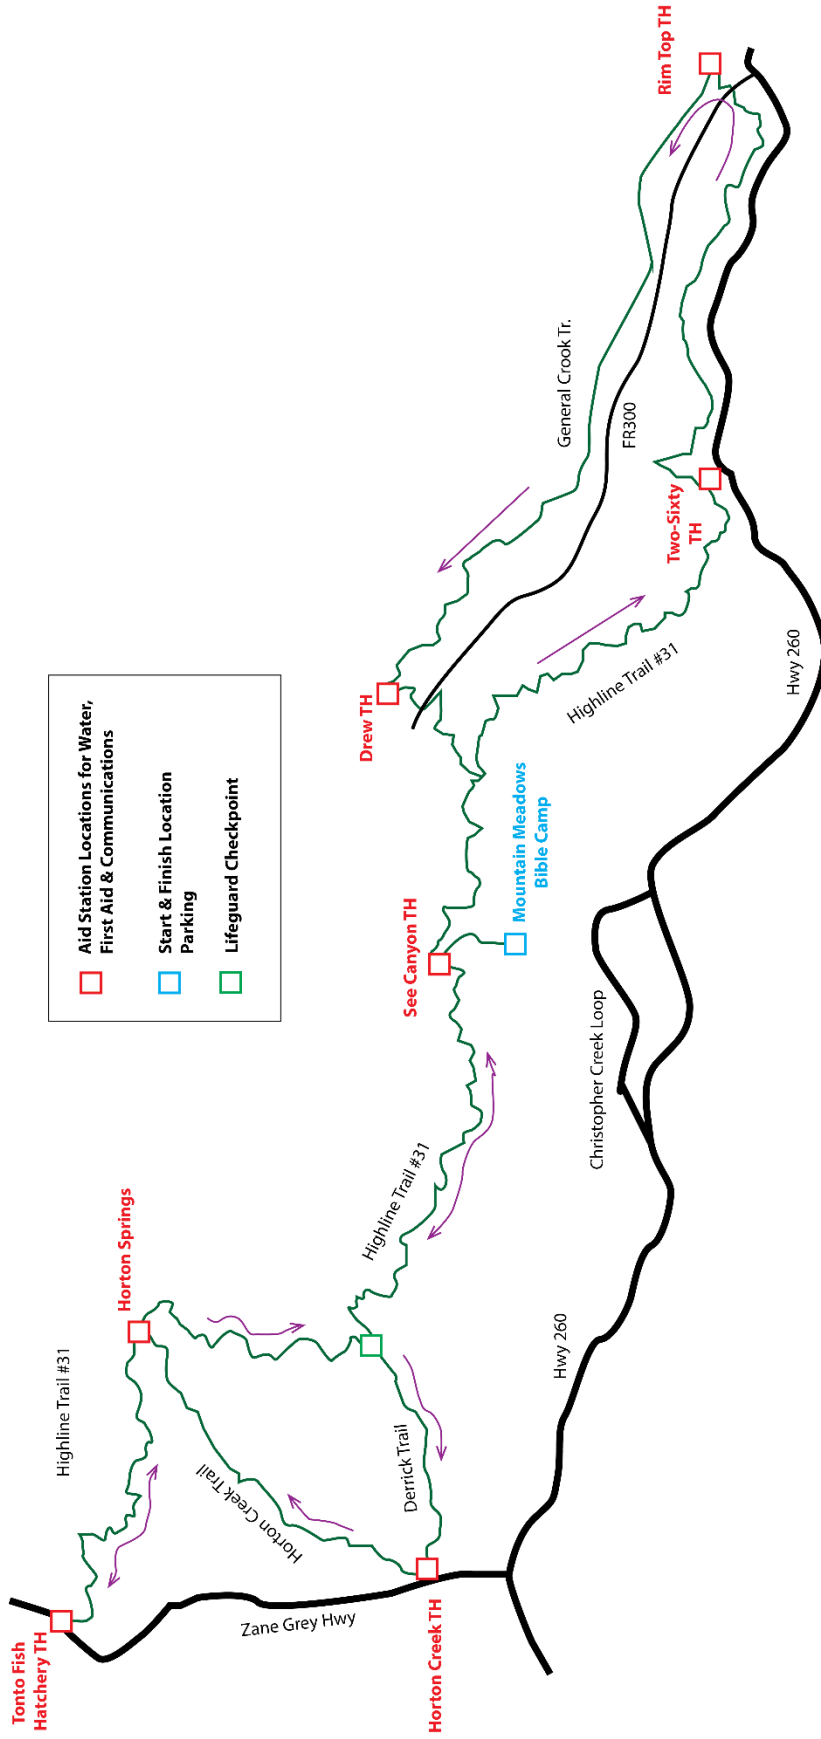 Tonto Fish
Hatchery TH
Highline Trail #31
Horton Springs
Horton Creek Trail
Zane Grey Hwy
Horton Creek TH
Derrick Trail
Highline Trail #31
See Canyon TH
Mountain Meadows
Bible Camp
Drew TH
Highline Trail #31
Two-Sixty
TH
General Crook Tr.
FR300
Rim Top TH
Hwy 260
Christopher Creek Loop
Hwy 260
Aid Station Locations for Water,
First Aid & Communications
Start & Finish Location
Parking
Lifeguard Checkpoint